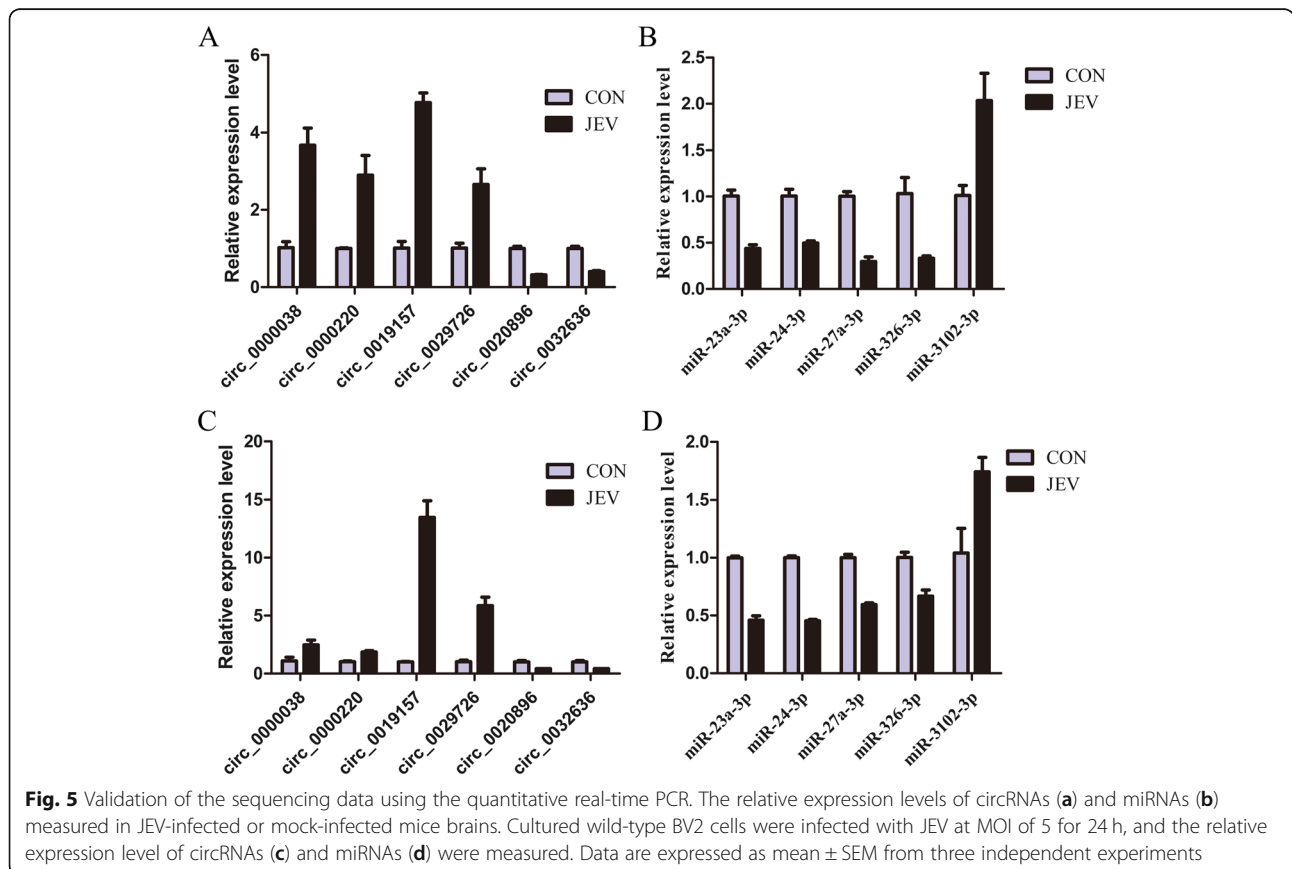 A
Relative expression level
6
4
2
0
CON
JEV
circ_0000038
circ_0000220
circ_0019157
circ_0029726
circ_0020896
circ_0032636
B
Relative expression level
2.5
2.0
1.5
1.0
0.5
0.0
CON
JEV
miR-23a-3p
miR-24-3p
miR-27a-3p
miR-326-3p
miR-3102-3p
C
Relative expression level
20
15
10
5
0
CON
JEV
circ_0000038
circ_0000220
circ_0019157
circ_0029726
circ_0020896
circ_0032636
D
Relative expression level
2.0
1.5
1.0
0.5
0.0
CON
JEV
miR-23a-3p
miR-24-3p
miR-27a-3p
miR-326-3p
miR-3102-3p
Fig. 5 Validation of the sequencing data using the quantitative real-time PCR. The relative expression levels of circRNAs (a) and miRNAs (b)
measured in JEV-infected or mock-infected mice brains. Cultured wild-type BV2 cells were infected with JEV at MOI of 5 for 24 h, and the relative
expression level of circRNAs (c) and miRNAs (d) were measured. Data are expressed as mean ± SEM from three independent experiments